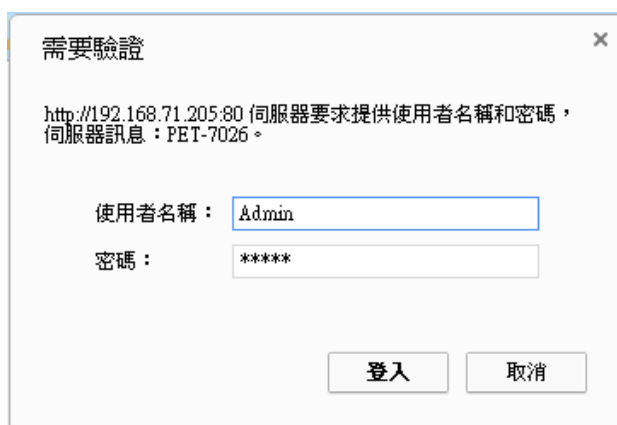 需要驗證
×
http://192.168.71.205:80 伺服器要求提供使用者名稱和密碼，
伺服器訊息：PET-7026。
使用者名稱： Admin
密碼： *****
登入 取消